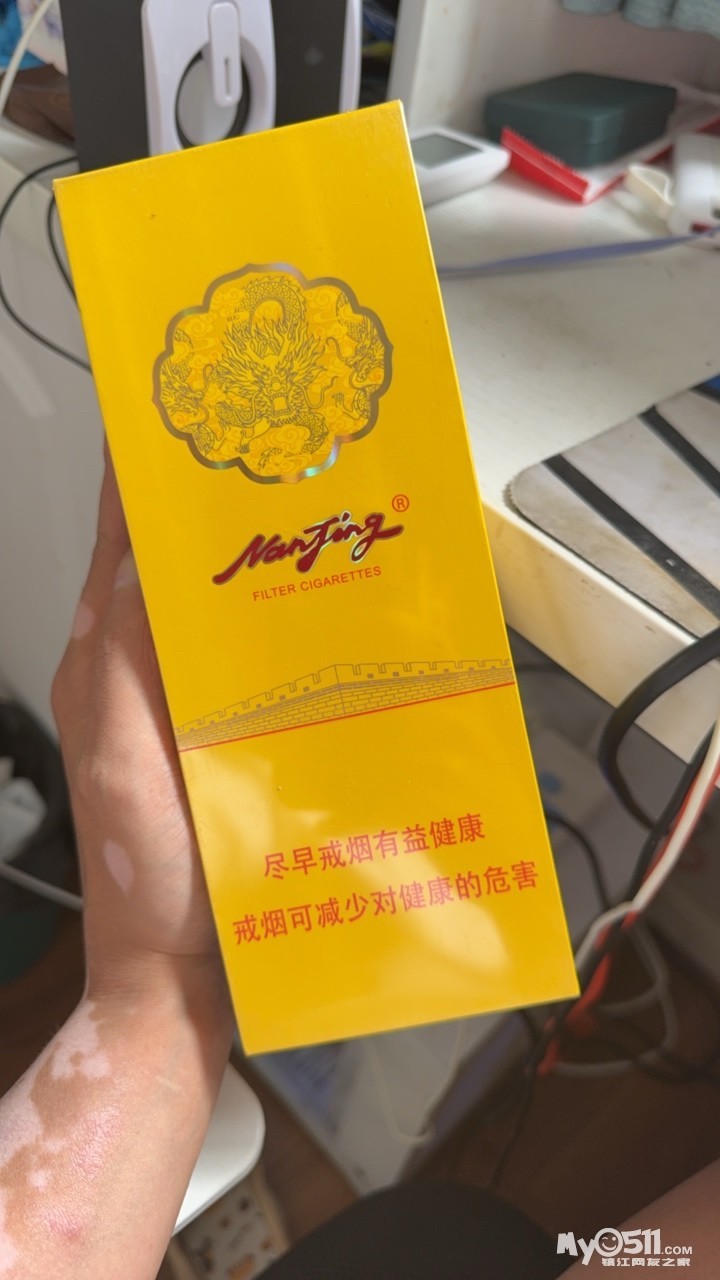 NanJing®
FILTER CIGARETTES
尽早戒烟有益健康
戒烟可减少对健康的危害
My0511.COM
镇江网友之家